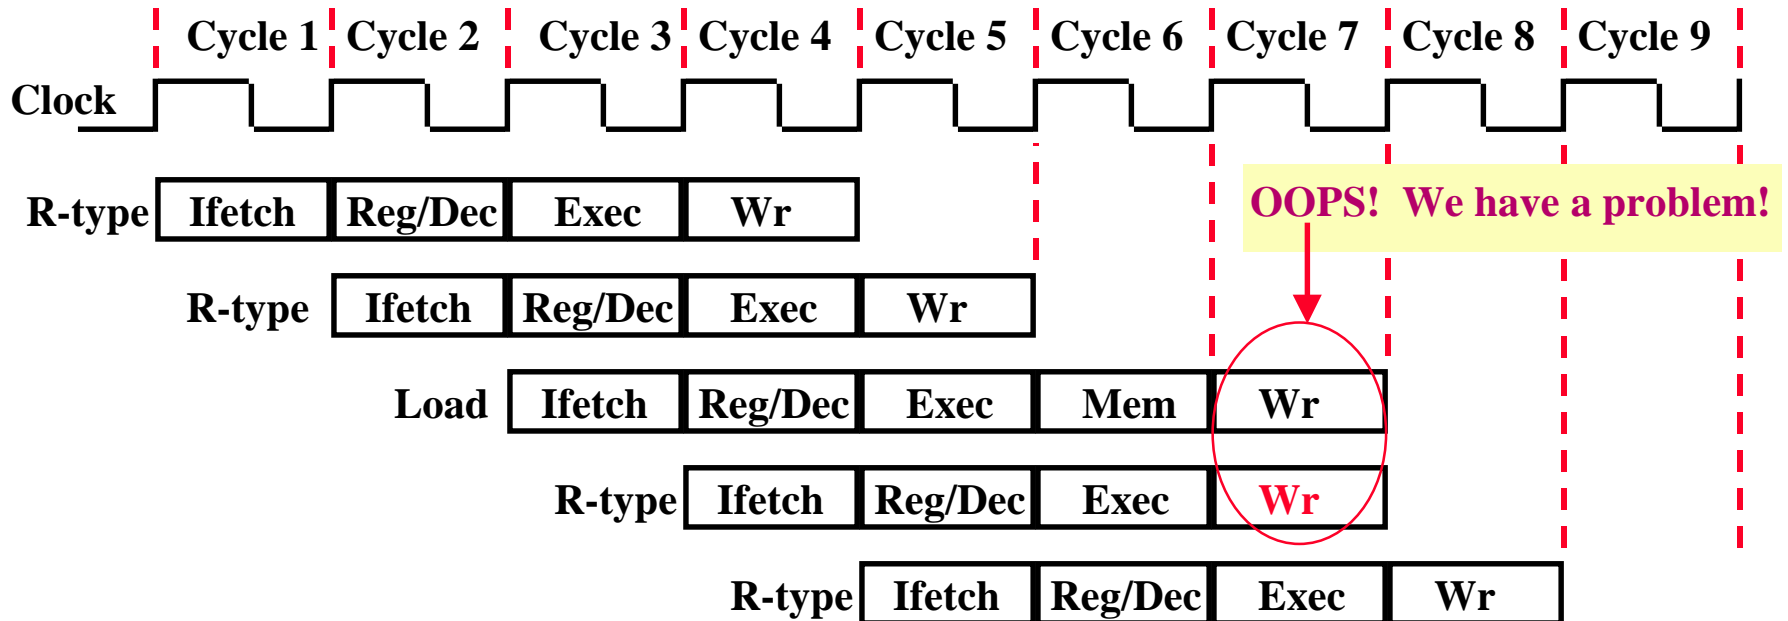 Cycle 1 Cycle 2 Cycle 3 Cycle 4 Cycle 5 Cycle 6 Cycle 7 Cycle 8 Cycle 9
Clock
OOPS! We have a problem!
R-type Ifetch Reg/Dec Exec Wr
R-type Ifetch Reg/Dec Exec Wr
Load Ifetch Reg/Dec Exec Mem Wr
R-type Ifetch Reg/Dec Exec Wr
R-type Ifetch Reg/Dec Exec Wr